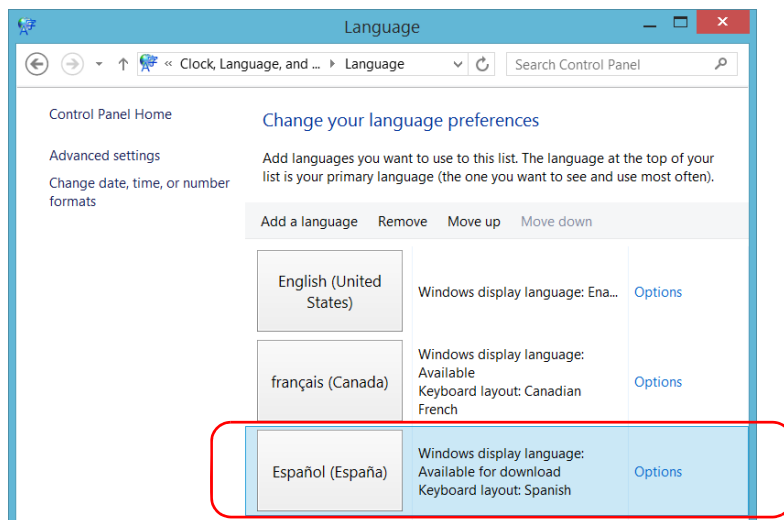 Language
« Clock, Language, and ... Language
Search Control Panel
Control Panel Home
Advanced settings
Change date, time, or number
formats
Change your language preferences
Add languages you want to use to this list. The language at the top of your
list is your primary language (the one you want to see and use most often).
Add a language Remove Move up Move down
English (United
States)
Windows display language: Ena...
Options
français (Canada)
Windows display language:
Available
Keyboard layout: Canadian
French
Options
Español (España)
Windows display language:
Available for download
Keyboard layout: Spanish
Options